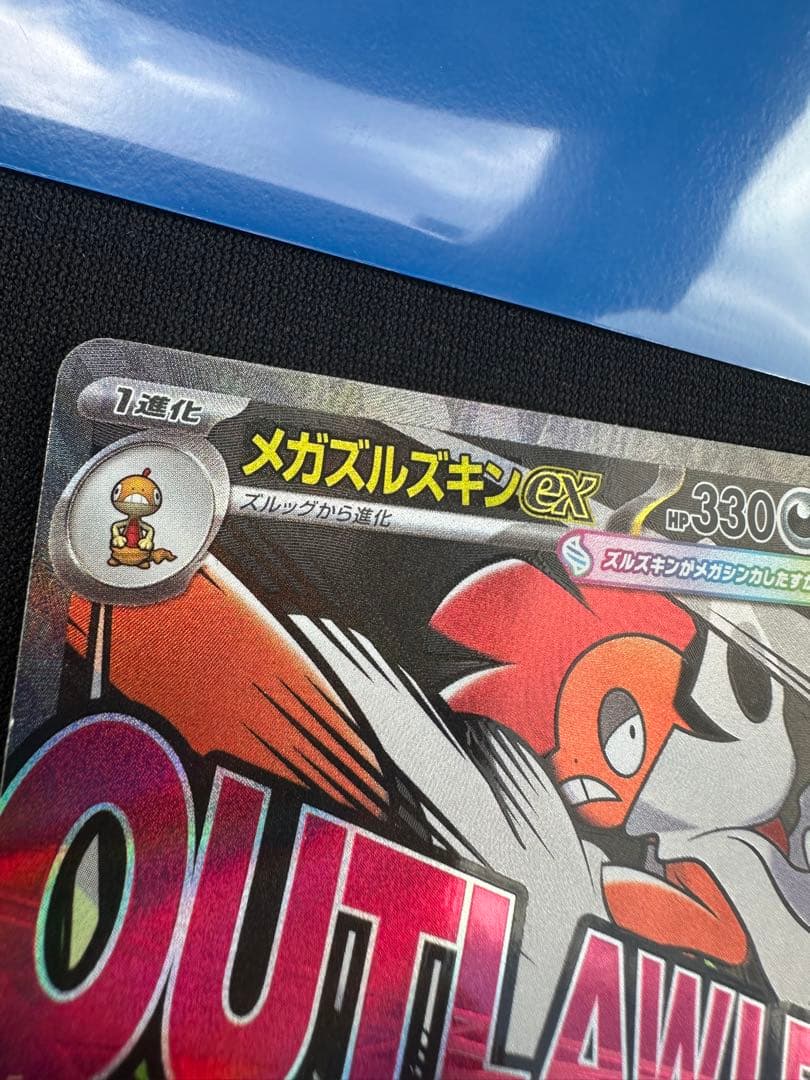 1進化
メガズルズキンex
HP330
ズルッグから進化
ズルズキンがメガシンカしたすが
OUTLAW